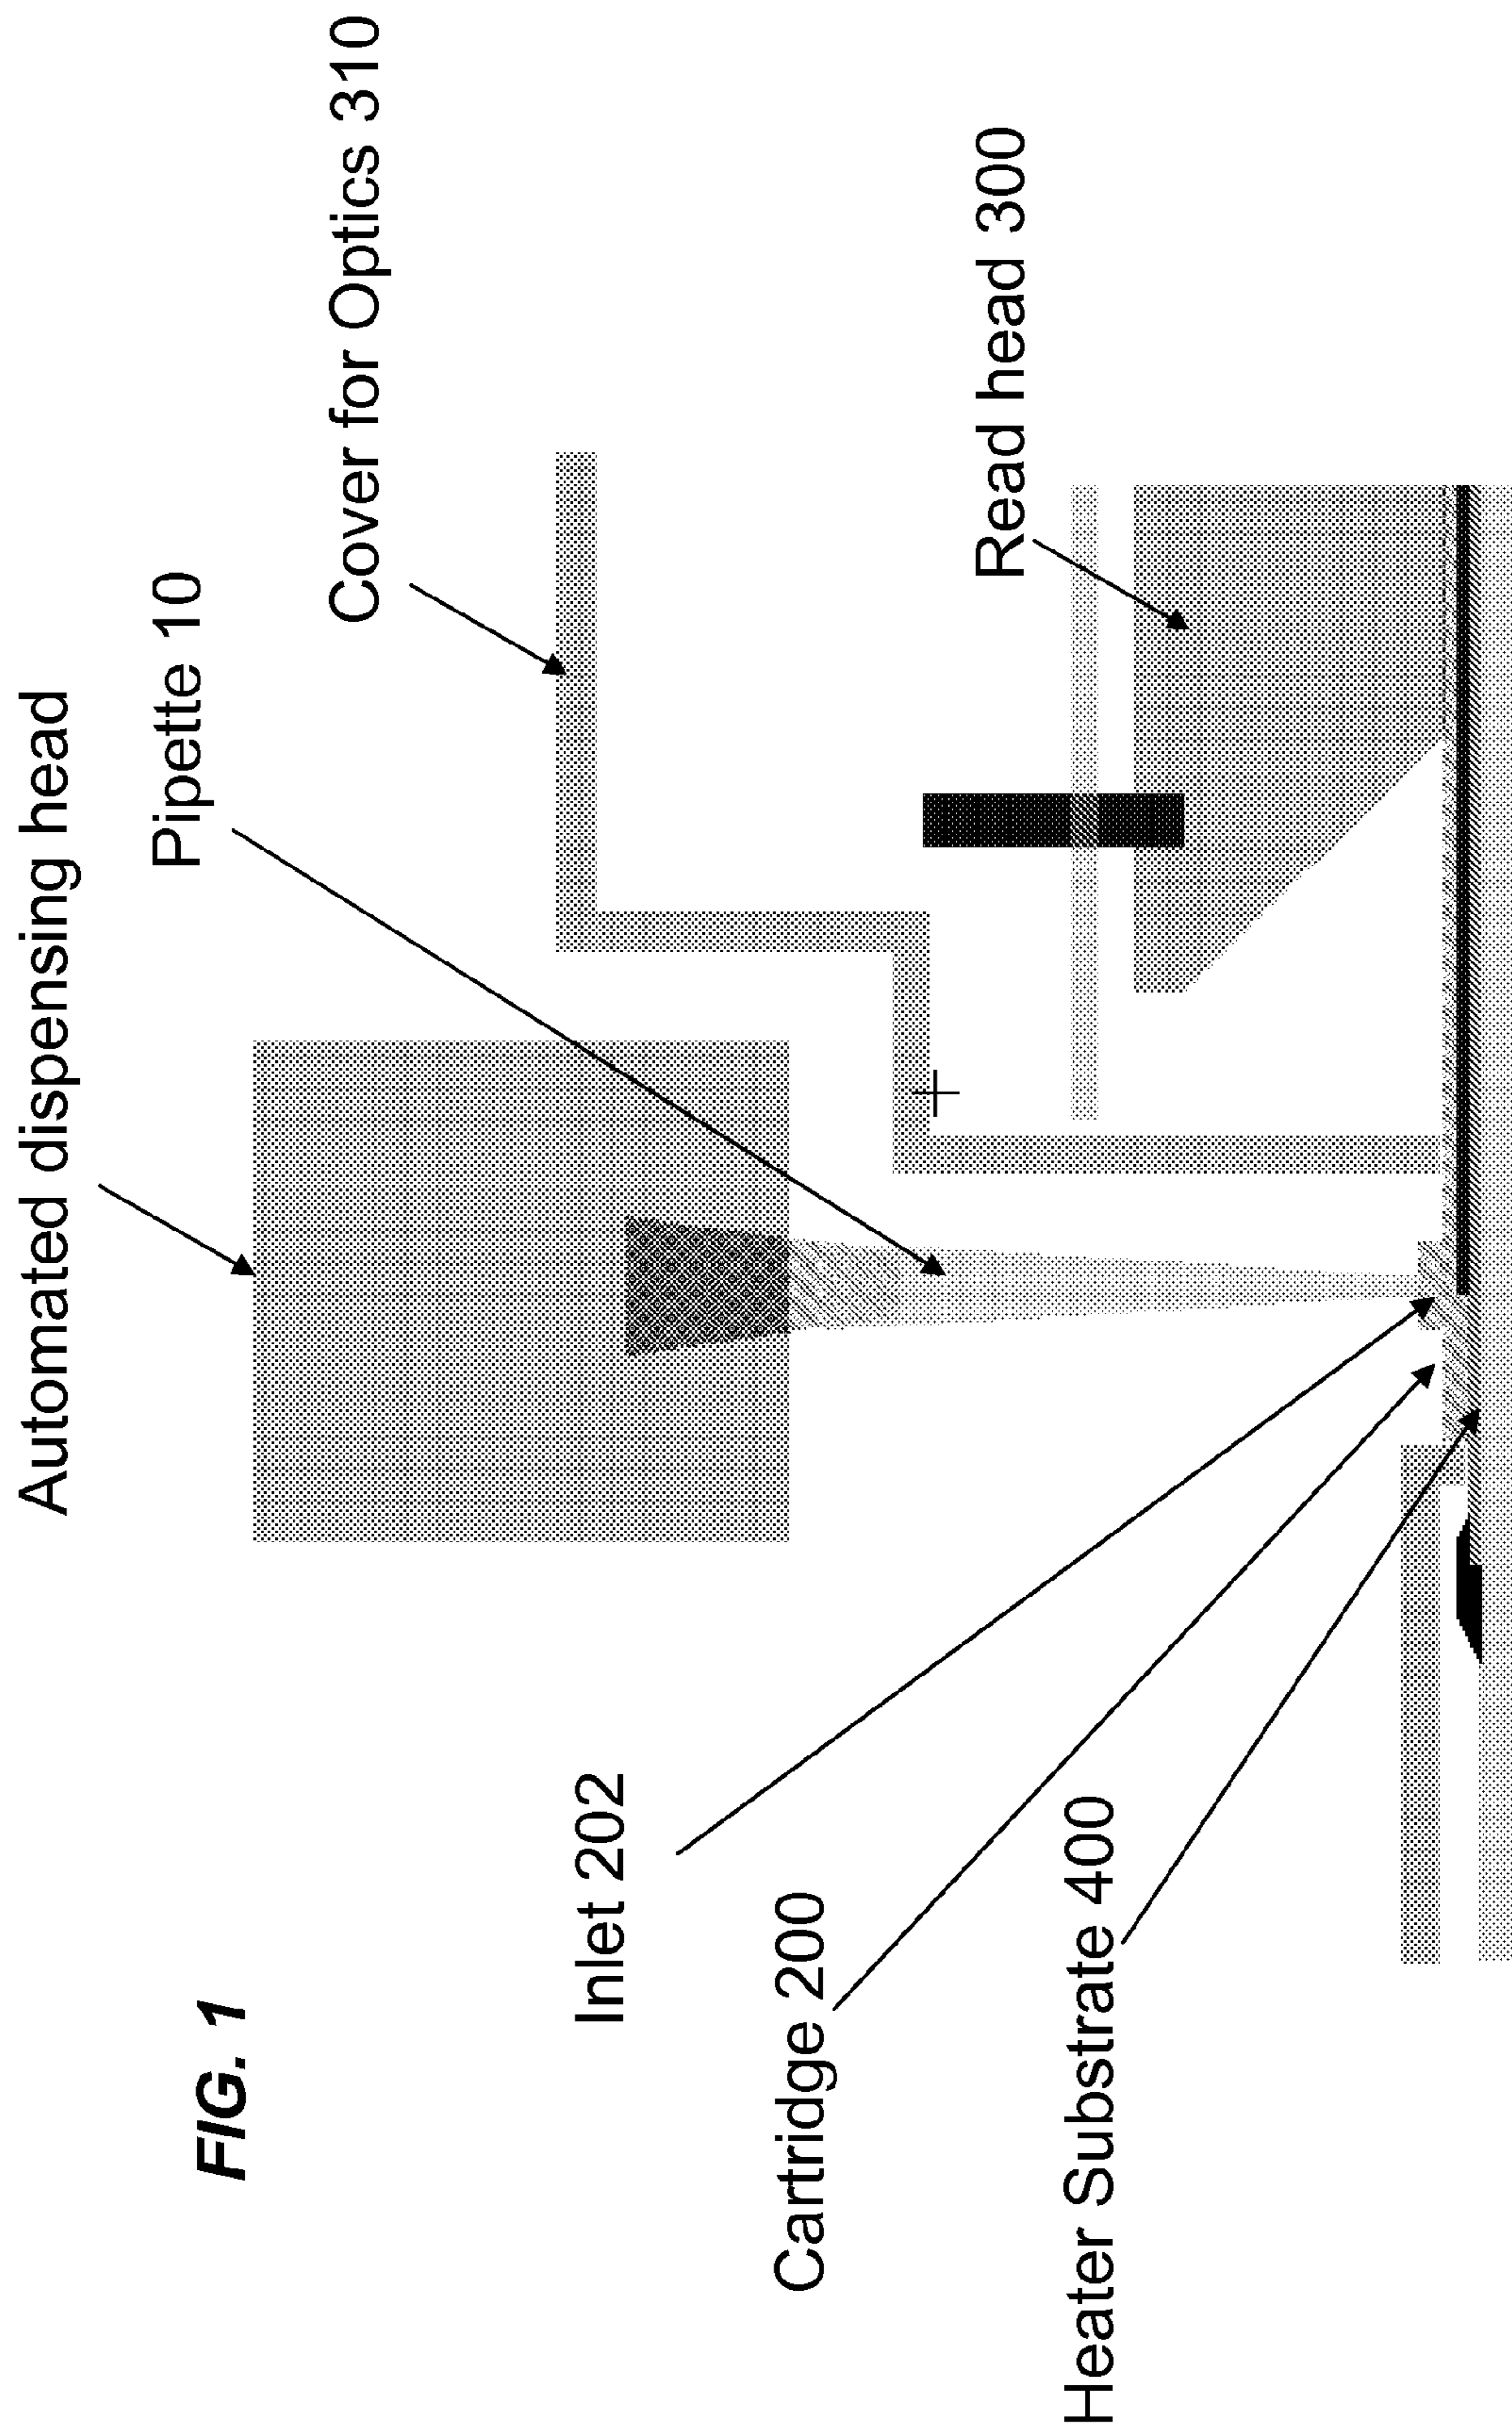 FIG. 1
Automated dispensing head
Pipette 10
Cover for Optics 310
Inlet 202
Cartridge 200
Read head 300
Heater Substrate 400